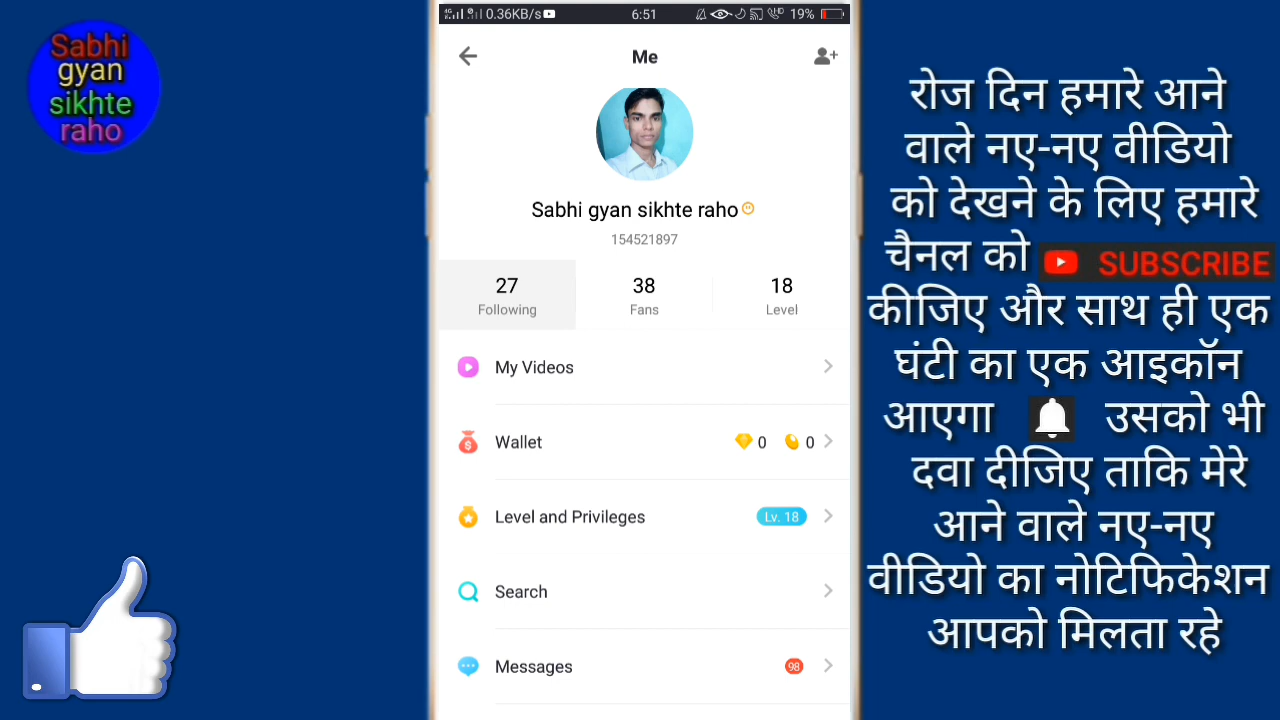 Sabhi
gyan
sikhte
raho
0.36KB/s
6:51
19%
Me
Sabhi gyan sikhte raho
154521897
27
Following
38
Fans
18
Level
My Videos
Wallet 0 0
Level and Privileges Lv. 18
Search
Messages 98
रोज दिन हमारे आने
वाले नए-नए वीडियो
को देखने के लिए हमारे
चैनल को SUBSCRIBE
कीजिए और साथ ही एक
घंटी का एक आइकॉन
आएगा उसको भी
दवा दीजिए ताकि मेरे
आने वाले नए-नए
वीडियो का नोटिफिकेशन
आपको मिलता रहे